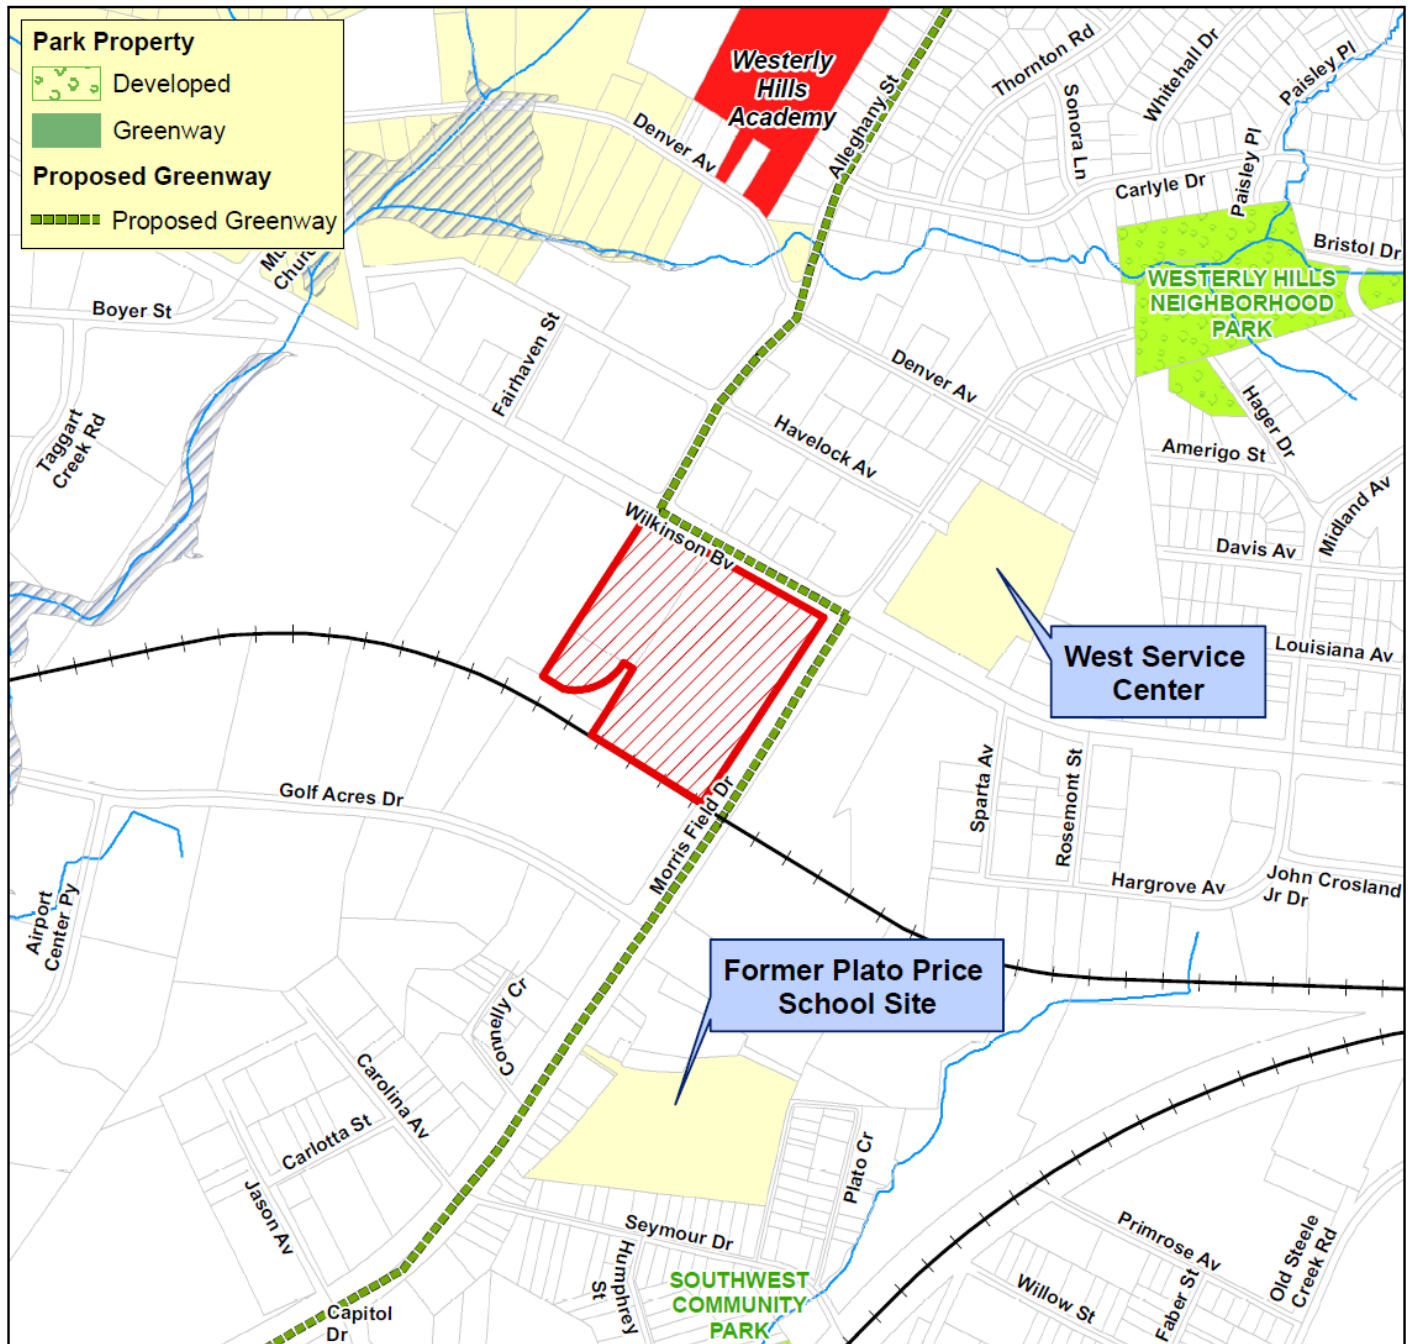 Park Property
Developed
Greenway
Proposed Greenway
Proposed Greenway
Westerly
Hills
Academy
Alleghany St
Denver Av
Thornton Rd
Sonora Ln
Whitehall Dr
Paisley Pl
Paisley Pl
Carlyle Dr
Bristol Dr
WESTERLY HILLS
NEIGHBORHOOD
PARK
Boyer St
Fairhaven St
Taggart
Creek Rd
Denver Av
Havelock Av
Hager Dr
Amerigo St
Midland Av
Davis Av
Wilkinson Bv
Louisiana Av
West Service
Center
Sparta Av
Rosemont St
Golf Acres Dr
Morris Field Dr
Hargrove Av
John Crosland
Jr Dr
Airport
Center Py
Former Plato Price
School Site
Connelly Cr
Carolina Av
Carlotta St
Jason Av
Plato Cr
Seymour Dr
Humphrey
St
Primrose Av
Old Steele
Creek Rd
Faber St
Willow St
SOUTHWEST
COMMUNITY
PARK
Capitol
Dr